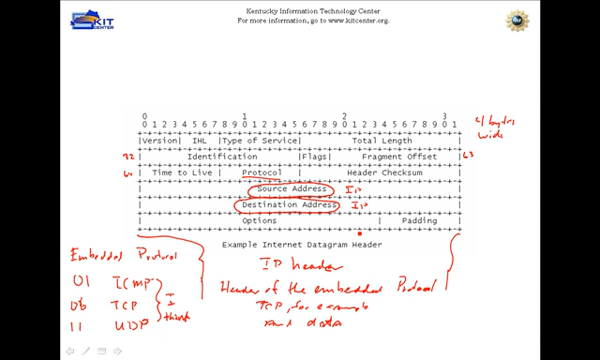 Kentucky Information Technology Center
For more information, go to www.kitcenter.org.
KIT
CENTER
0 1 2 3
0 1 2 3 4 5 6 7 8 9 0 1 2 3 4 5 6 7 8 9 0 1 2 3 4 5 6 7 8 9 0 1
4 bytes
wide
|Version| IHL |Type of Service| Total Length |
32 | Identification |Flags| Fragment Offset | 63
| Time to Live | Protocol | Header Checksum |
| Source Address | IP
| Destination Address | IP
| Options | Padding |
Example Internet Datagram Header
Embedded Protocol
IP header
01 ICMP
Header of the embedded Protocol
06 TCP
I think
TCP, for example
11 UDP
and data